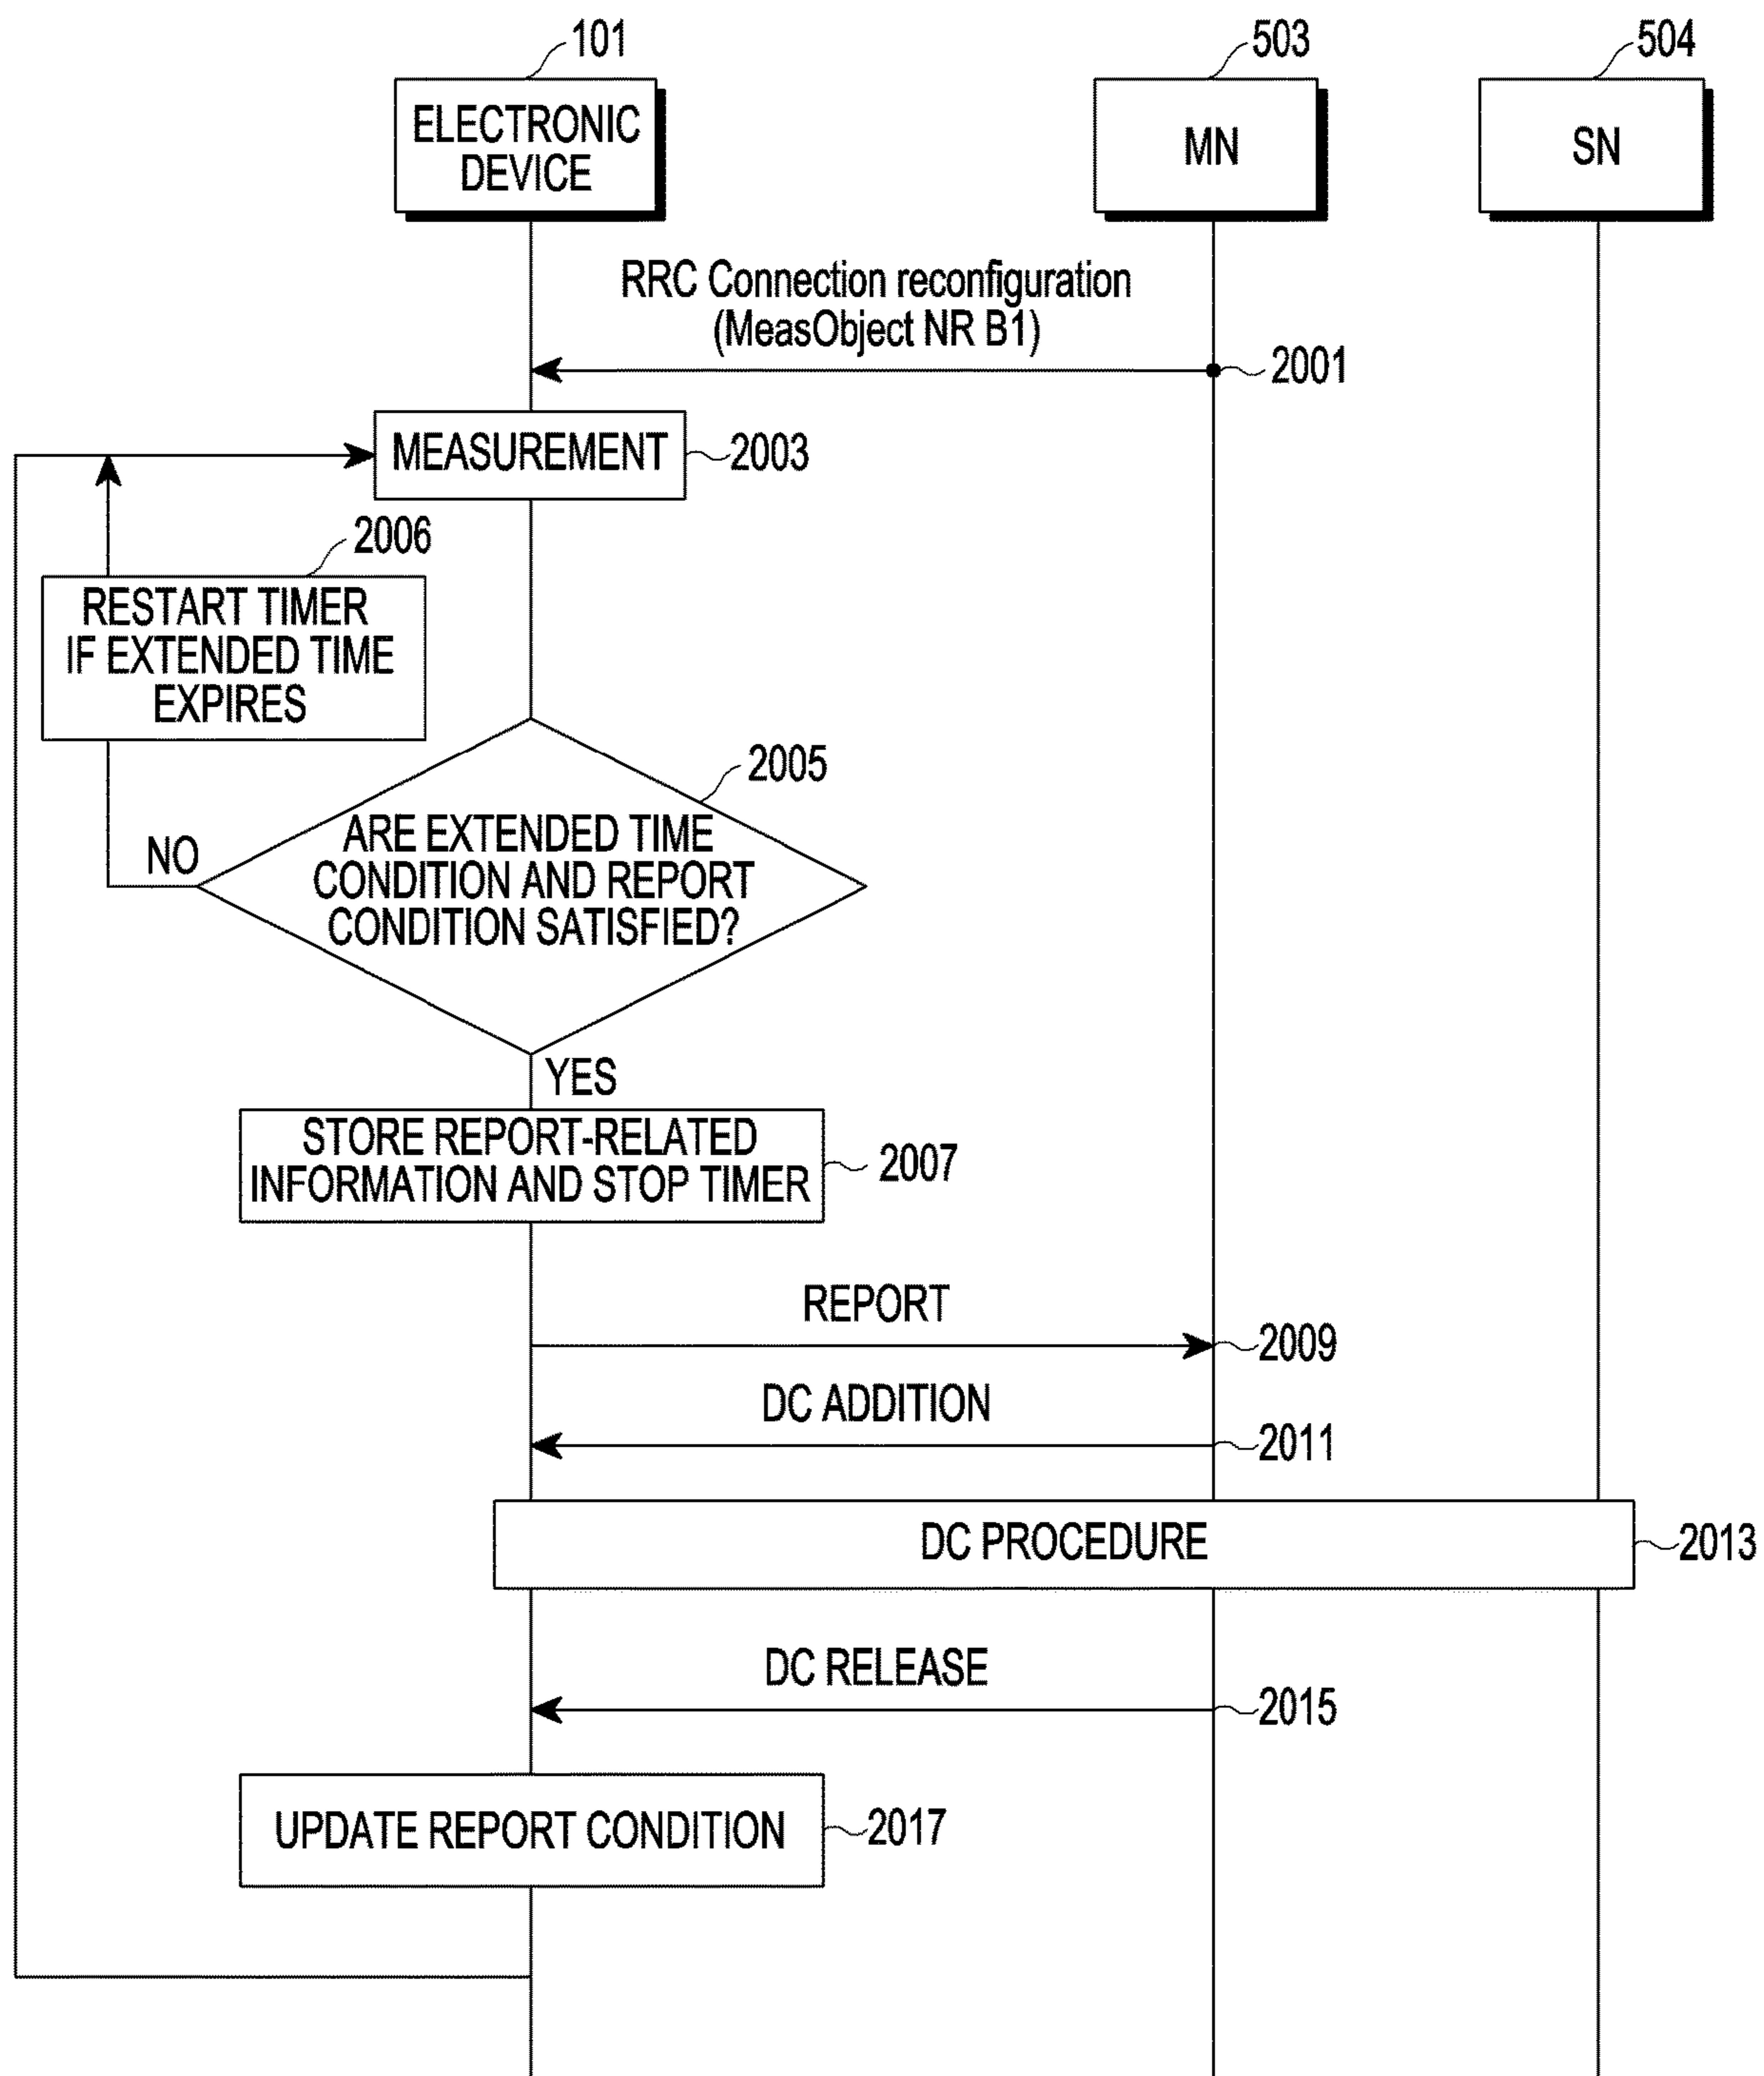 101
503
504
ELECTRONIC
DEVICE
MN
SN
RRC Connection reconfiguration
(MeasObject NR B1)
2001
MEASUREMENT
2003
2006
RESTART TIMER
IF EXTENDED TIME
EXPIRES
2005
ARE EXTENDED TIME
CONDITION AND REPORT
CONDITION SATISFIED?
NO
YES
STORE REPORT-RELATED
INFORMATION AND STOP TIMER
2007
REPORT
2009
DC ADDITION
2011
DC PROCEDURE
2013
DC RELEASE
2015
UPDATE REPORT CONDITION
2017